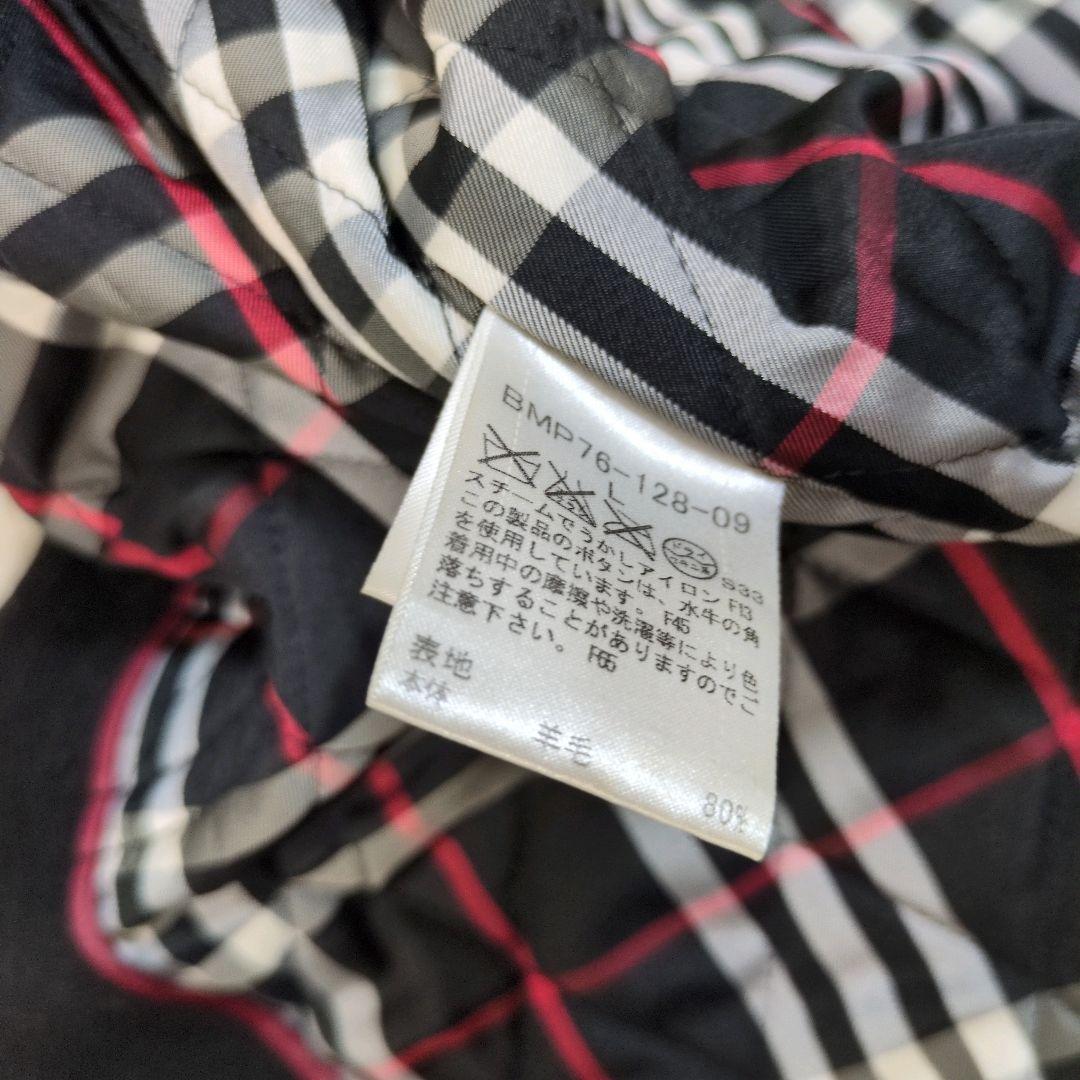 BMP76-128-09
L
ドライ
S33
スチームでうかしアイロン F13
この製品のボタンは、水牛の角
を使用しています。 F45
着用中の摩擦や洗濯等により色
落ちすることがありますのでご
注意下さい。 F65
表地
本体
羊毛 80%